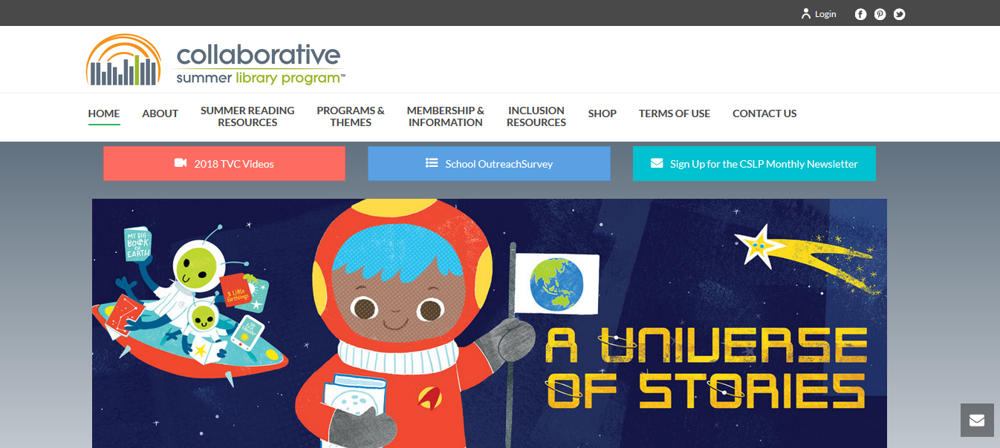 Login
collaborative
summer library program™
HOME
ABOUT
SUMMER READING
RESOURCES
PROGRAMS &
THEMES
MEMBERSHIP &
INFORMATION
INCLUSION
RESOURCES
SHOP
TERMS OF USE
CONTACT US
2018 TVC Videos
School OutreachSurvey
Sign Up for the CSLP Monthly Newsletter
MY BIG
BOOK
OF
EARTH
3 Little
Earthlings
A UNIVERSE
OF STORIES